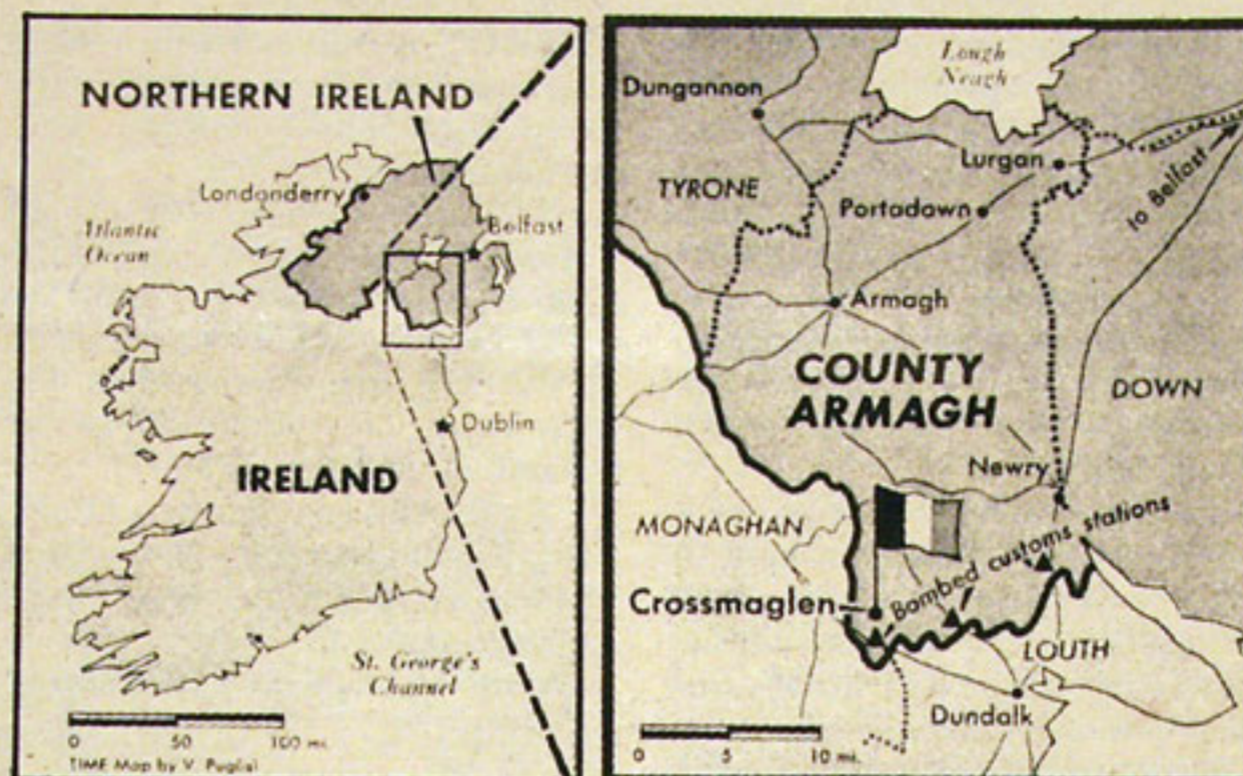 NORTHERN IRELAND
Londonderry
Atlantic
Ocean
Belfast
Dublin
IRELAND
St. George's
Channel
0 50 100 mi.
TIME Map by V. Puglisi
Lough
Neagh
Dungannon
Lurgan
TYRONE
Portadown
to Belfast
Armagh
COUNTY
ARMAGH
DOWN
Newry
MONAGHAN
Bombed customs stations
Crossmaglen
LOUTH
Dundalk
0 5 10 mi.